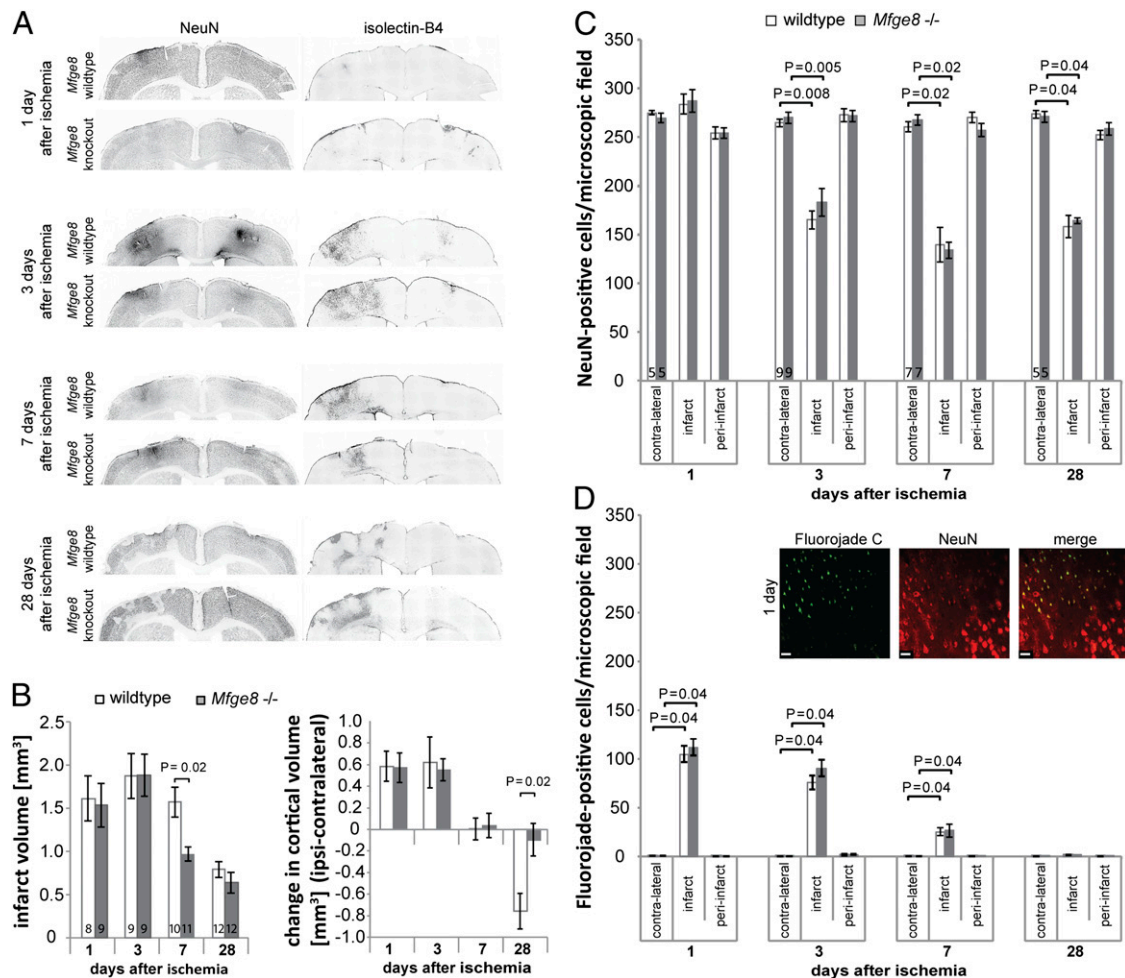 A
NeuN
isolectin-B4
1 day
after ischemia
Mfge8
wildtype
Mfge8
knockout
3 days
after ischemia
Mfge8
wildtype
Mfge8
knockout
7 days
after ischemia
Mfge8
wildtype
Mfge8
knockout
28 days
after ischemia
Mfge8
wildtype
Mfge8
knockout
B
wildtype
Mfge8 -/-
infarct volume [mm³]
2.5
2.0
1.5
1.0
0.5
0
P = 0.02
8 9 9 9 10 11 12 12
1 3 7 28
days after ischemia
change in cortical volume
[mm³] (ipsi-contralateral)
0.8
0.6
0.4
0.2
0
-0.2
-0.4
-0.6
-0.8
-1.0
P=0.02
1 3 7 28
days after ischemia
C
wildtype
Mfge8 -/-
NeuN-positive cells/microscopic field
350
300
250
200
150
100
50
0
P=0.005
P=0.008
P=0.02
P=0.02
P=0.04
P=0.04
55 99 77 55
contra-lateral
infarct
peri-infarct
contra-lateral
infarct
peri-infarct
contra-lateral
infarct
peri-infarct
contra-lateral
infarct
peri-infarct
1 3 7 28
days after ischemia
D
Fluorojade-positive cells/microscopic field
350
300
250
200
150
100
50
0
Fluorojade C
NeuN
merge
1 day
P=0.04
P=0.04
P=0.04
P=0.04
P=0.04
P=0.04
contra-lateral
infarct
peri-infarct
contra-lateral
infarct
peri-infarct
contra-lateral
infarct
peri-infarct
contra-lateral
infarct
peri-infarct
1 3 7 28
days after ischemia